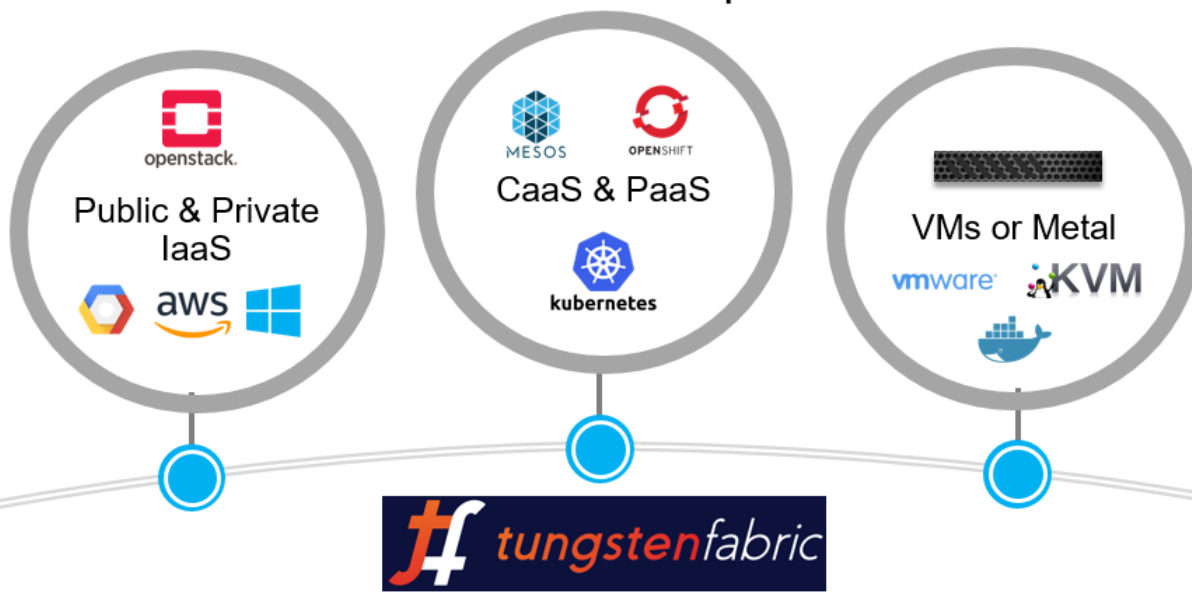 openstack.
Public & Private
IaaS
aws
MESOS
OPENSHIFT
CaaS & PaaS
kubernetes
VMs or Metal
vmware
KVM
tungstenfabric